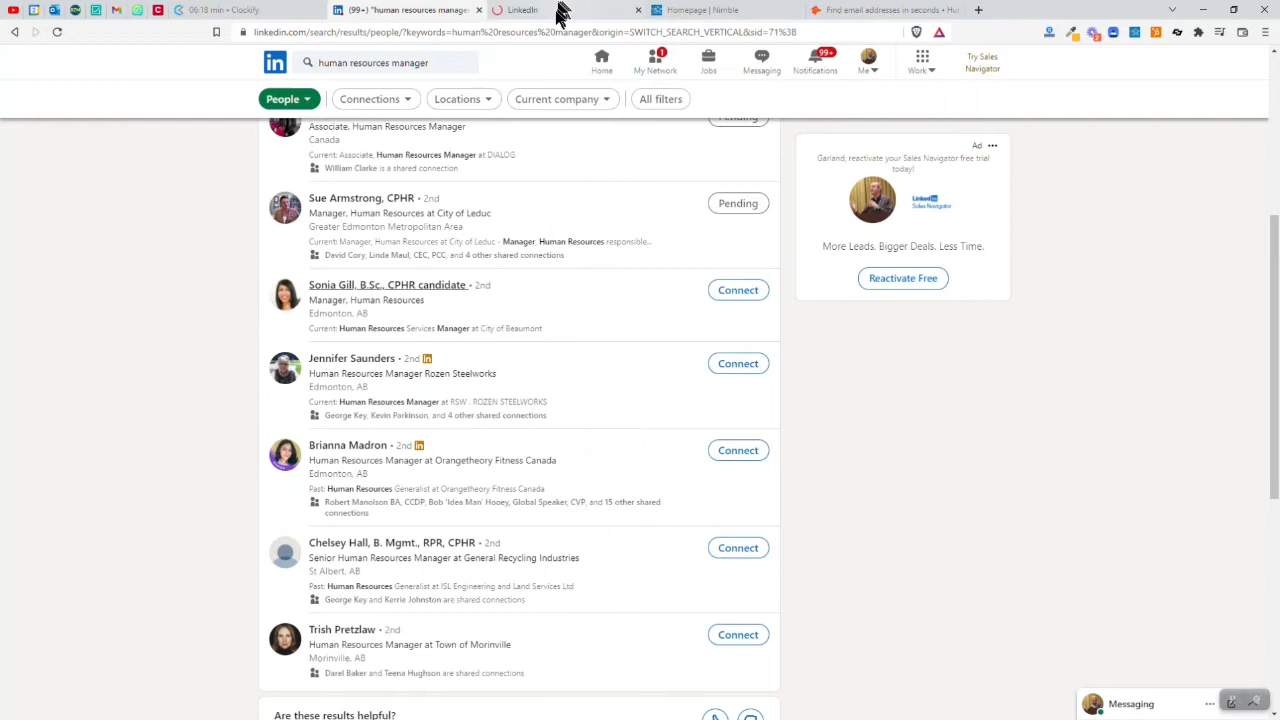 06:18 min • Clockify
(99+) "human resources manage
LinkedIn
Homepage | Nimble
Find email addresses in seconds • Hu
linkedin.com/search/results/people/?keywords=human%20resources%20manager&origin=SWITCH_SEARCH_VERTICAL&sid=71%3B
in
human resources manager
Home
1
My Network
Jobs
Messaging
99+
Notifications
Me
Work
Try Sales
Navigator
People
Connections
Locations
Current company
All filters
Associate, Human Resources Manager
Pending
Canada
Current: Associate, Human Resources Manager at DIALOG
William Clarke is a shared connection
Sue Armstrong, CPHR • 2nd
Pending
Manager, Human Resources at City of Leduc
Greater Edmonton Metropolitan Area
Current: Manager, Human Resources at City of Leduc - Manager, Human Resources responsible...
David Cory, Linda Maul, CEC, PCC, and 4 other shared connections
Sonia Gill, B.Sc., CPHR candidate • 2nd
Connect
Manager, Human Resources
Edmonton, AB
Current: Human Resources Services Manager at City of Beaumont
Jennifer Saunders • 2nd in
Connect
Human Resources Manager Rozen Steelworks
Edmonton, AB
Current: Human Resources Manager at RSW . ROZEN STEELWORKS
George Key, Kevin Parkinson, and 4 other shared connections
Brianna Madron • 2nd in
Connect
Human Resources Manager at Orangetheory Fitness Canada
Edmonton, AB
Past: Human Resources Generalist at Orangetheory Fitness Canada
Robert Manolson BA, CCDP, Bob 'Idea Man' Hooey, Global Speaker, CVP, and 15 other shared
connections
Chelsey Hall, B. Mgmt., RPR, CPHR • 2nd
Connect
Senior Human Resources Manager at General Recycling Industries
St Albert, AB
Past: Human Resources Generalist at ISL Engineering and Land Services Ltd
George Key and Kerrie Johnston are shared connections
Trish Pretzlaw • 2nd
Connect
Human Resources Manager at Town of Morinville
Morinville, AB
Darel Baker and Teena Hughson are shared connections
Are these results helpful?
Ad •••
Garland, reactivate your Sales Navigator free trial
today!
Linked in
Sales Navigator
More Leads. Bigger Deals. Less Time.
Reactivate Free
Messaging